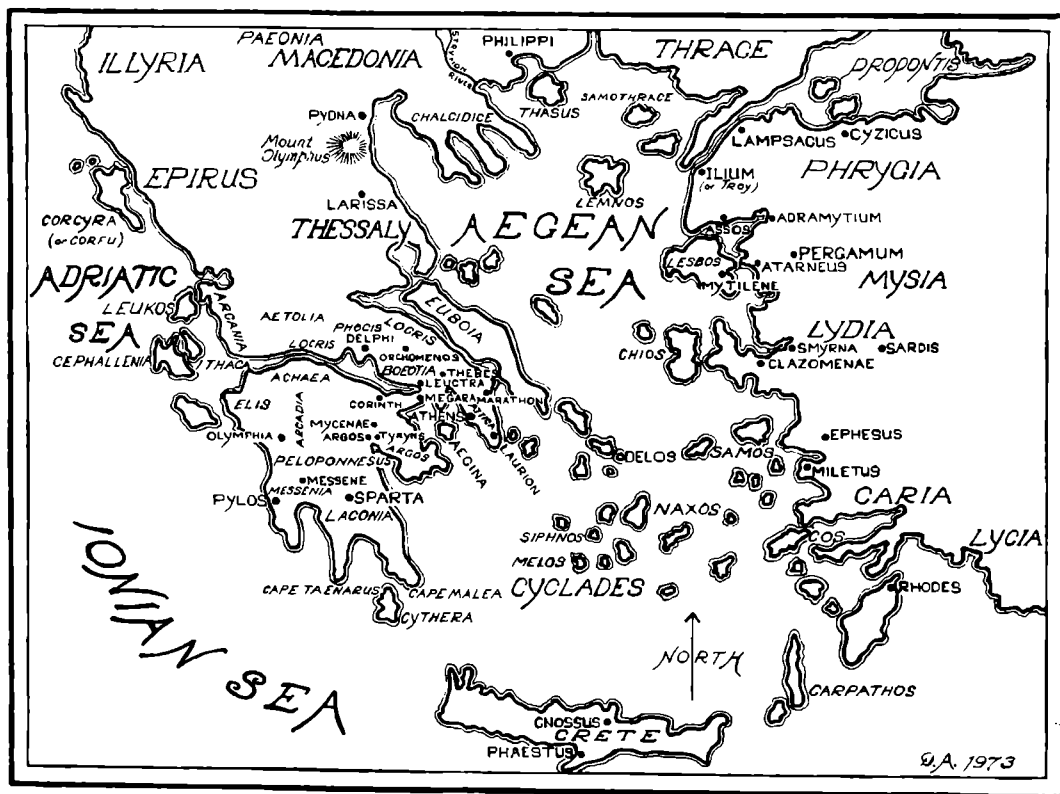 ILLYRIA
PAEONIA
MACEDONIA
STRYMON RIVER
PHILIPPI
THRACE
PROPONTIS
PYDNA
CHALCIDICE
THASUS
SAMOTHRACE
LAMPSACUS
CYZICUS
Mount
Olymphus
EPIRUS
ILIUM
(or TROY)
PHRYGIA
LARISSA
LEMNOS
CORCYRA
(or CORFU)
THESSALY
AEGEAN
SEA
ASSOS
ADRAMYTIUM
LESBOS
PERGAMUM
ATARNEUS
MYTILENE
MYSIA
ADRIATIC
SEA
LEUKOS
ARCANIA
AETOLIA
EUBOIA
LOCRIS
PHOCIS
DELPHI
LOCRIS
ORCHOMENOS
BOEOTIA
THEBES
LEUCTRA
CHIOS
LYDIA
SMYRNA
SARDIS
CLAZOMENAE
CEPHALLENIA
ITHACA
ACHAEA
ELIS
ARCADIA
CORINTH
MEGARA
MARATHON
ATHENS
ATTICA
MYCENAE
ARGOS
TYRYNS
ARGOS
AEGINA
LAURION
OLYMPHIA
PELOPONNESUS
DELOS
SAMOS
EPHESUS
MILETUS
MESSENE
MESSENIA
PYLOS
SPARTA
LACONIA
NAXOS
CARIA
SIPHNOS
COS
LYCIA
MELOS
CYCLADES
CAPE TAENARUS
CAPE MALEA
CYTHERA
RHODES
IONIAN SEA
NORTH
CARPATHOS
CNOSSUS
CRETE
PHAESTUS
D.A. 1973